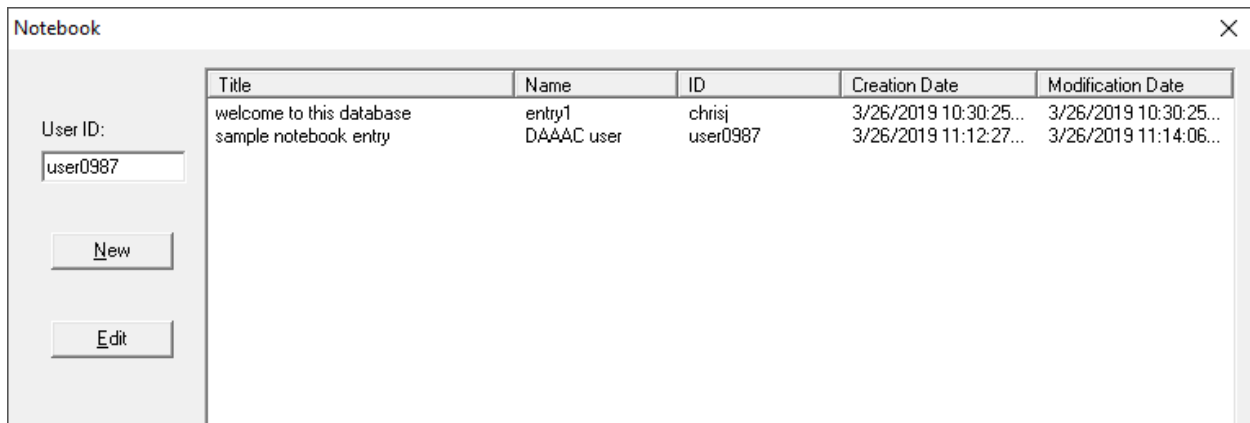 Notebook
Title Name ID Creation Date Modification Date
welcome to this database entry1 chrisj 3/26/2019 10:30:25... 3/26/2019 10:30:25...
User ID:
sample notebook entry DAAAC user user0987 3/26/2019 11:12:27... 3/26/2019 11:14:06...
user0987
New
Edit